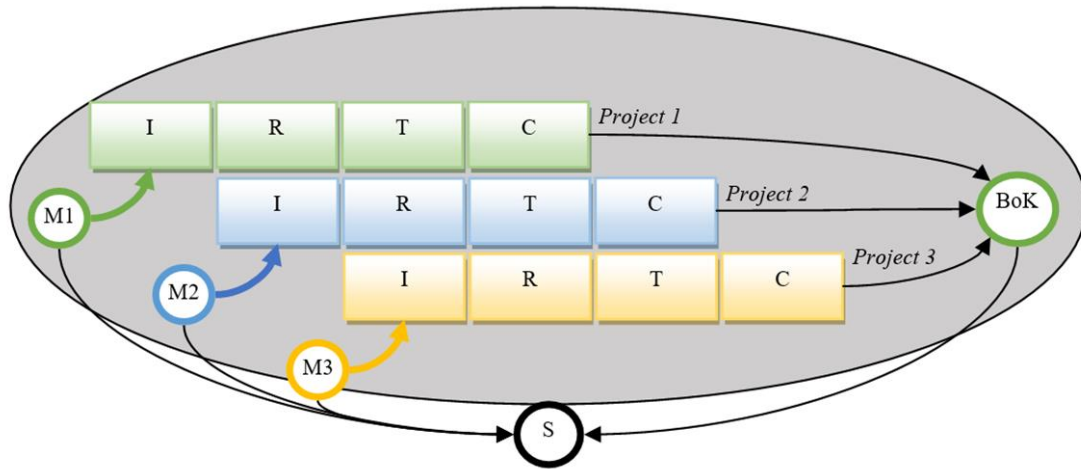 I R T C Project 1
M1 I R T C Project 2 BoK
M2 I R T C Project 3
M3
S